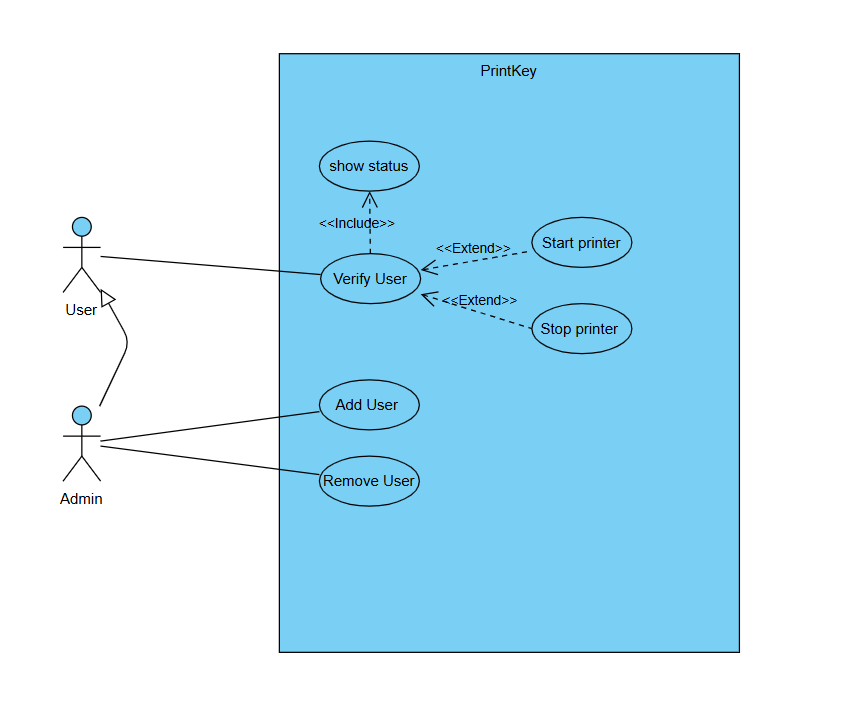 PrintKey
show status
<<Include>>
<<Extend>>
Start printer
User
Verify User
<<Extend>>
Stop printer
Add User
Admin
Remove User